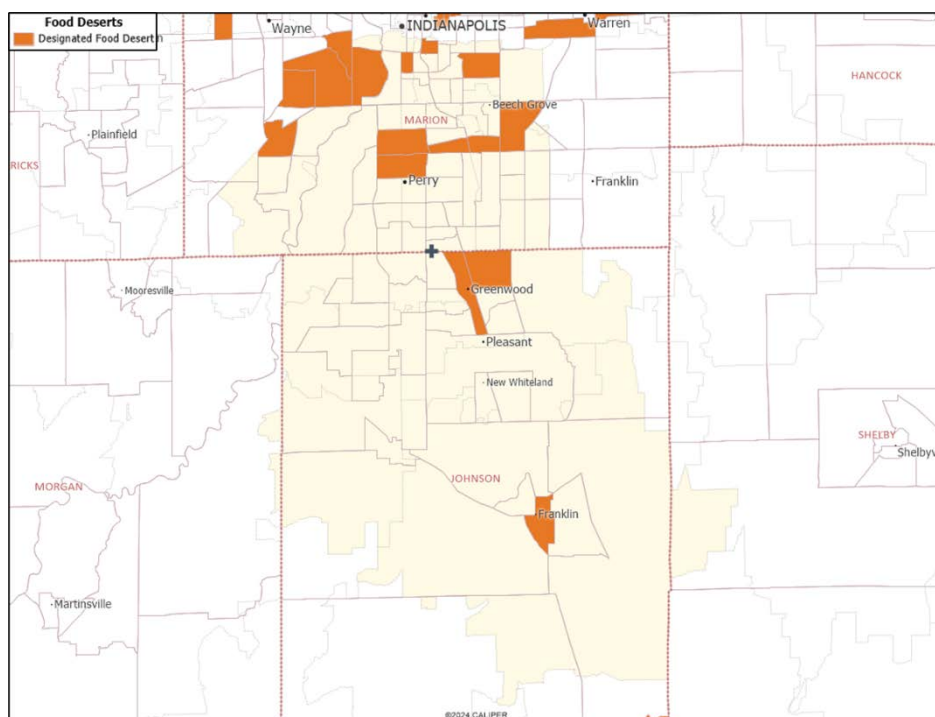 Food Deserts
Designated Food Desert
INDIANAPOLIS
Wayne
Warren
HANCOCK
Beech Grove
MARION
Plainfield
RICKS
Perry
Franklin
Mooresville
Greenwood
Pleasant
New Whiteland
SHELBY
Shelbyv
JOHNSON
MORGAN
Franklin
Martinsville
©2024 CALIPER